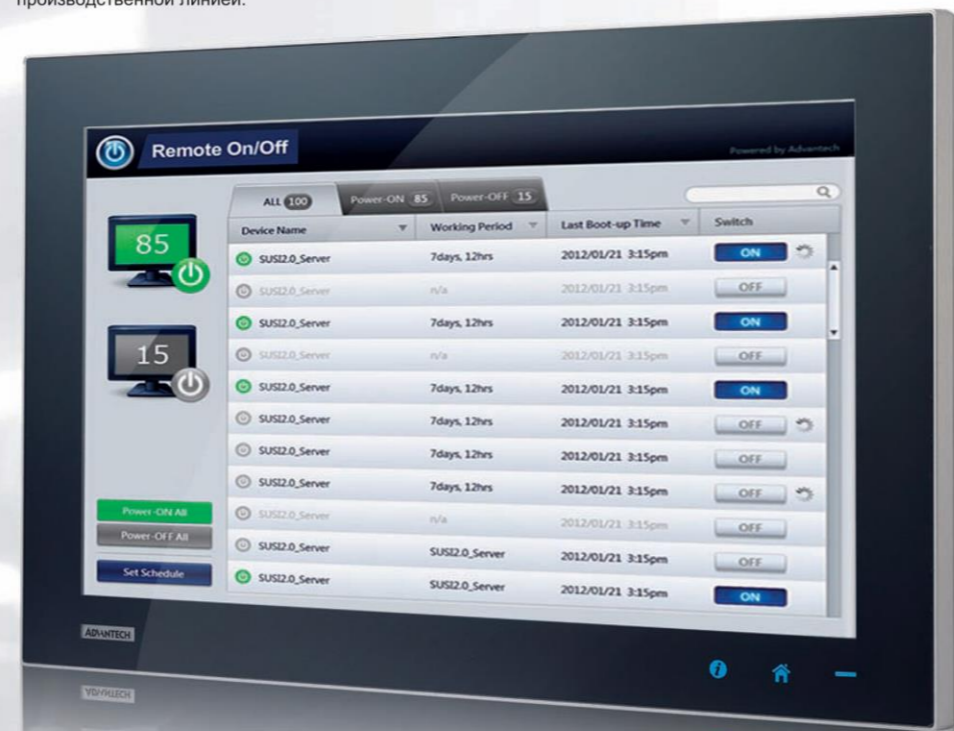 производственной линией.
Remote On/Off
Powered by Advantech
ALL 100 Power-ON 85 Power-OFF 15
Device Name Working Period Last Boot-up Time Switch
85
15
SUSI2.0_Server 7days, 12hrs 2012/01/21 3:15pm ON
SUSI2.0_Server n/a 2012/01/21 3:15pm OFF
SUSI2.0_Server 7days, 12hrs 2012/01/21 3:15pm ON
SUSI2.0_Server n/a 2012/01/21 3:15pm OFF
SUSI2.0_Server 7days, 12hrs 2012/01/21 3:15pm ON
SUSI2.0_Server 7days, 12hrs 2012/01/21 3:15pm OFF
SUSI2.0_Server 7days, 12hrs 2012/01/21 3:15pm OFF
SUSI2.0_Server 7days, 12hrs 2012/01/21 3:15pm OFF
SUSI2.0_Server n/a 2012/01/21 3:15pm OFF
SUSI2.0_Server SUSI2.0_Server 2012/01/21 3:15pm OFF
SUSI2.0_Server SUSI2.0_Server 2012/01/21 3:15pm ON
Power-ON All
Power-OFF All
Set Schedule
ADVANTECH